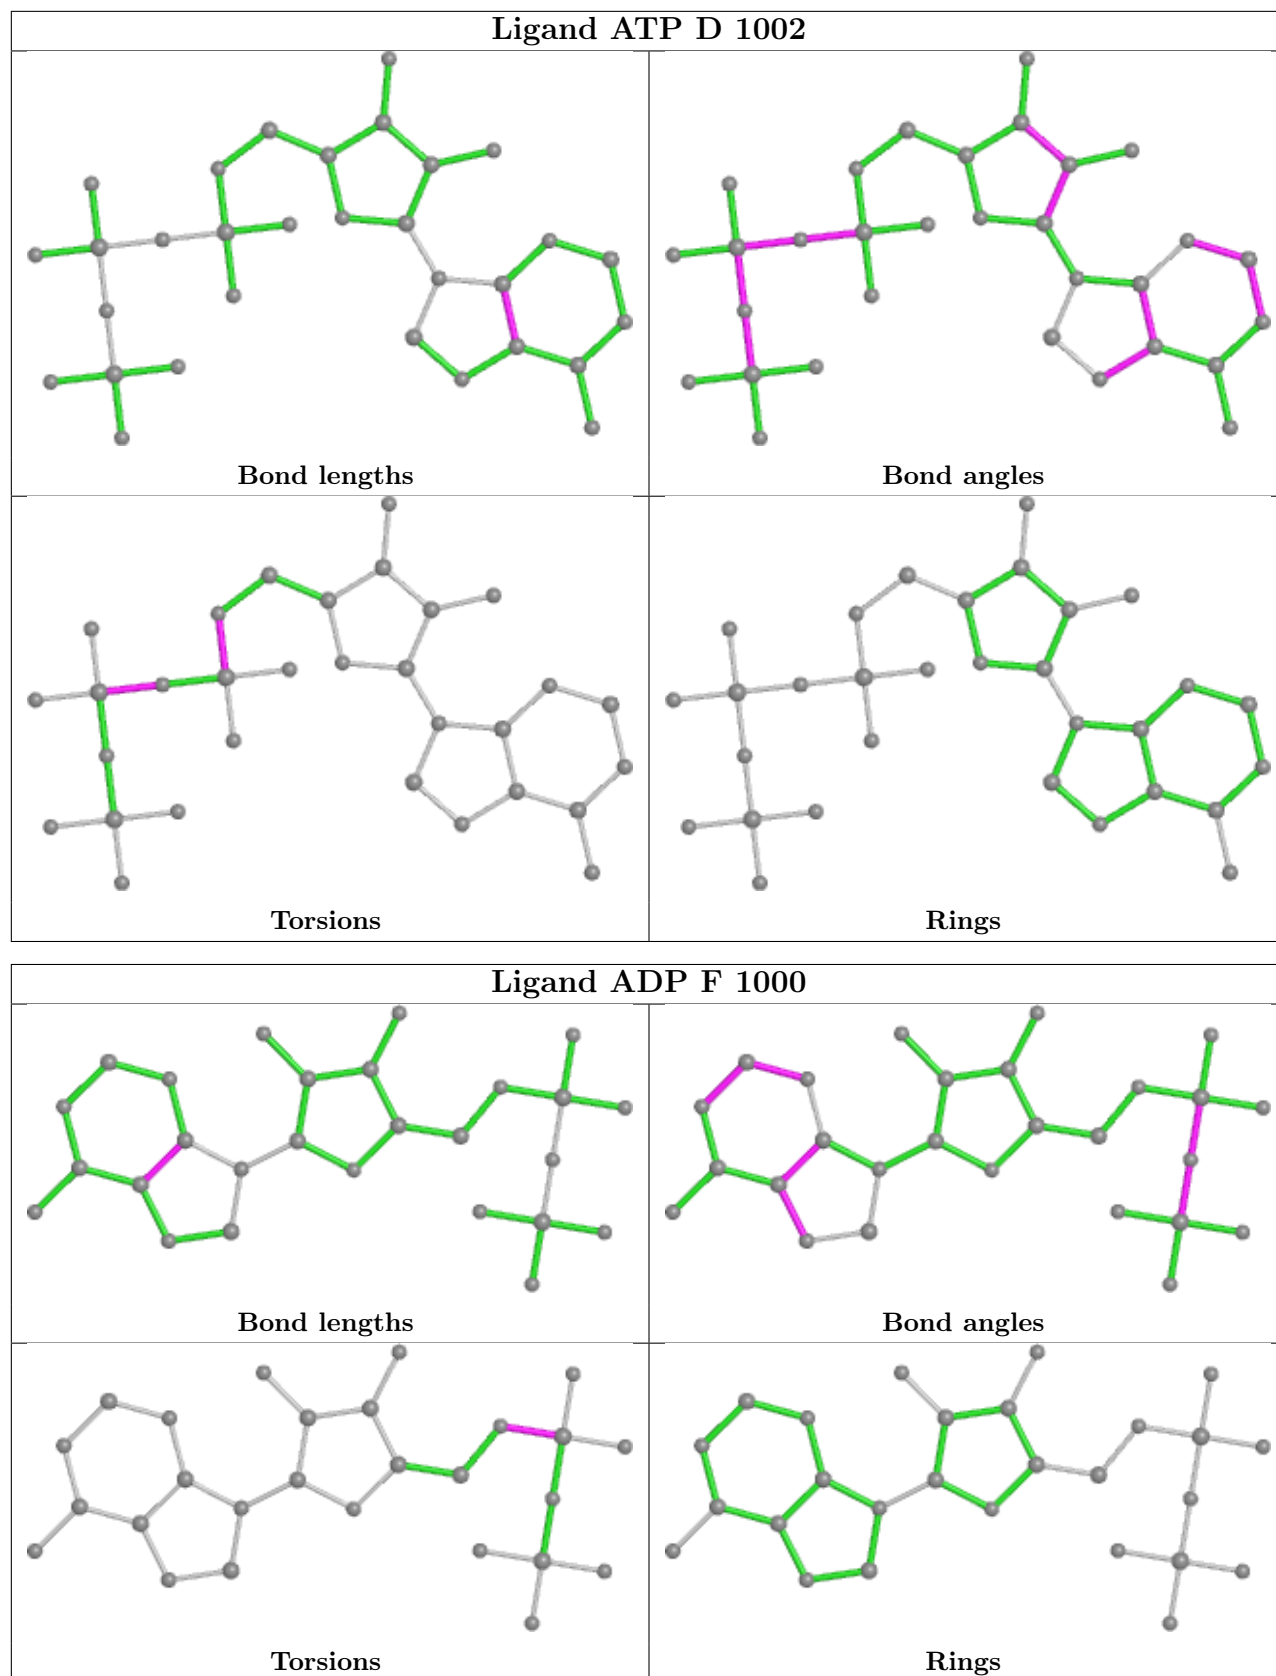 Ligand ATP D 1002
Bond lengths
Bond angles
Torsions
Rings
Ligand ADP F 1000
Bond lengths
Bond angles
Torsions
Rings